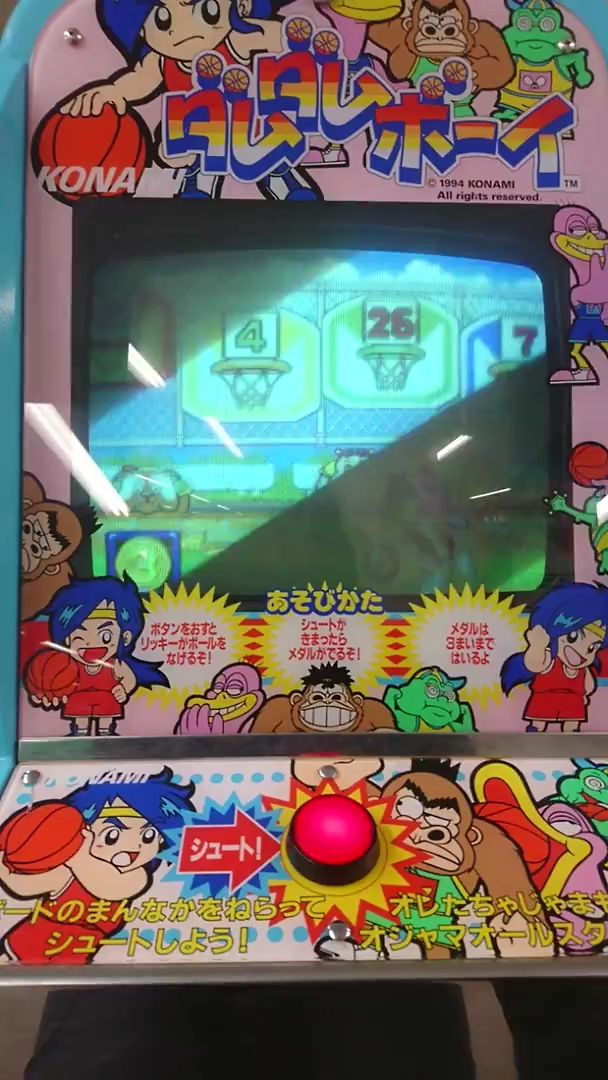 ダムダムボーイ
KONAMI
© 1994 KONAMI TM
All rights reserved.
4
26
7
あそびかた
ボタンをおすと
リッキーがボールを
なげるぞ!
シュートが
きまったら
メダルがでるぞ!
メダルは
3まいまで
はいるよ
KONAMI
シュート!
ードのまんなかをねらって
シュートしよう!
オレたちゃじゃまも
オジャマオールスタ